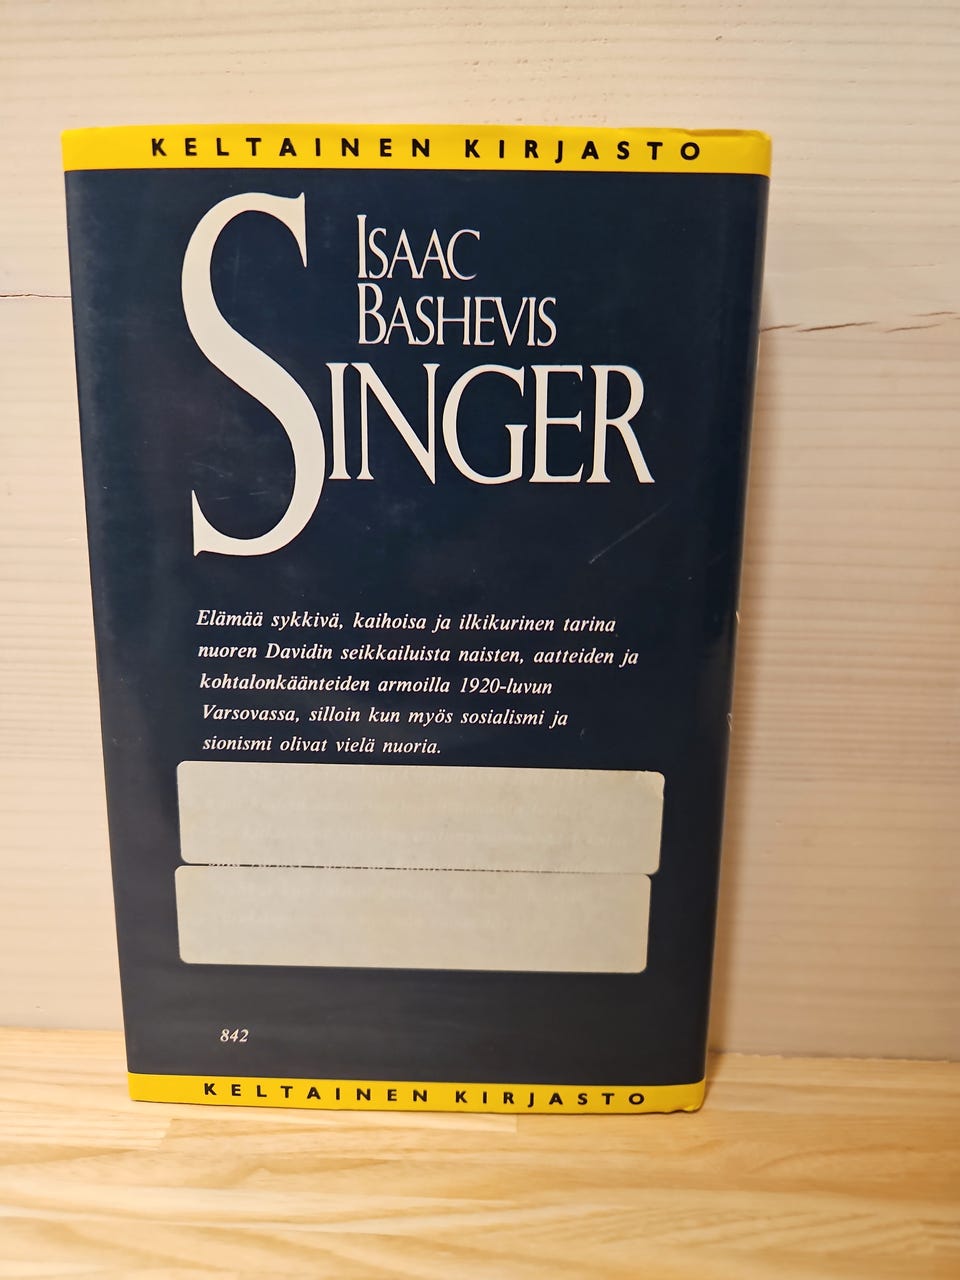 KELTAINEN KIRJASTO
ISAAC
BASHEVIS
SINGER
Elämää sykkivä, kaihoisa ja ilkikurinen tarina
nuoren Davidin seikkailuista naisten, aatteiden ja
kohtalonkäänteiden armoilla 1920-luvun
Varsovassa, silloin kun myös sosialismi ja
sionismi olivat vielä nuoria.
842
KELTAINEN KIRJASTO